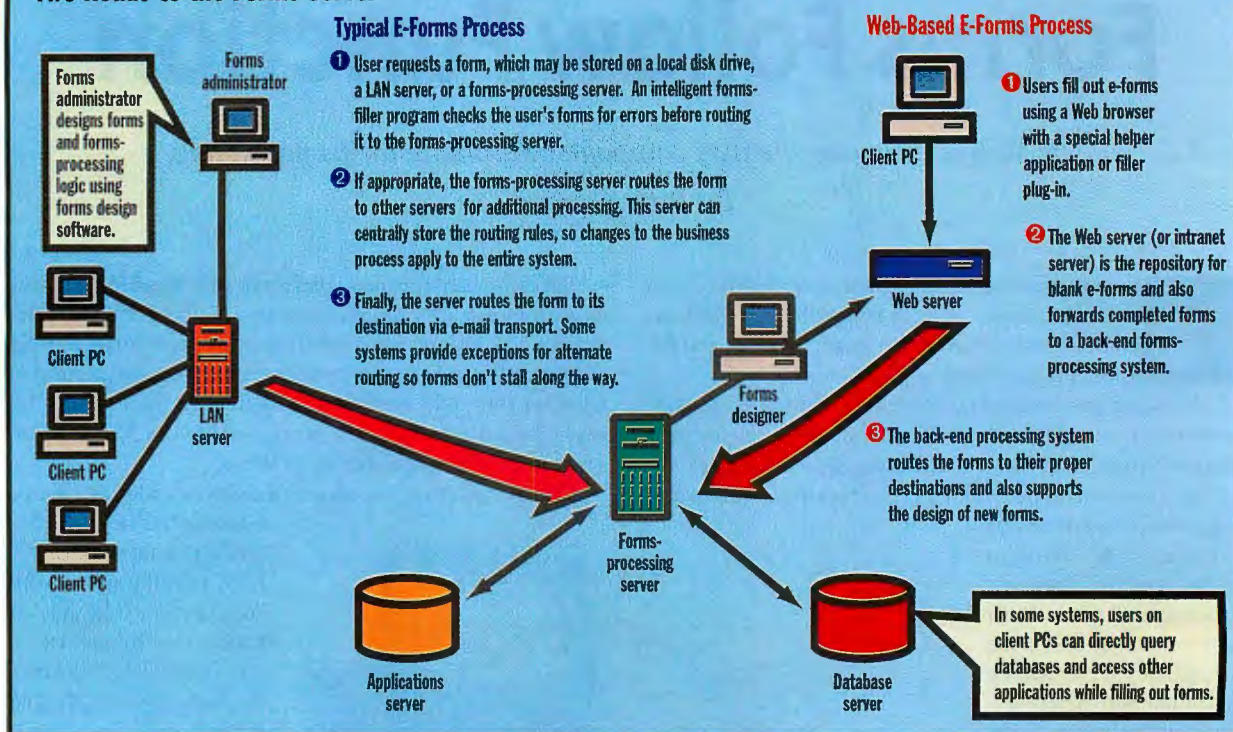 Typical E-Forms Process
❶ User requests a form, which may be stored on a local disk drive,
a LAN server, or a forms-processing server. An intelligent forms-
filler program checks the user's forms for errors before routing
it to the forms-processing server.
❷ If appropriate, the forms-processing server routes the form
to other servers for additional processing. This server can
centrally store the routing rules, so changes to the business
process apply to the entire system.
❸ Finally, the server routes the form to its
destination via e-mail transport. Some
systems provide exceptions for alternate
routing so forms don't stall along the way.
Forms
administrator
designs forms
and forms-
processing
logic using
forms design
software.
Forms
administrator
Client PC
Client PC
Client PC
LAN
server
Web-Based E-Forms Process
Client PC
❶ Users fill out e-forms
using a Web browser
with a special helper
application or filler
plug-in.
Web server
❷ The Web server (or intranet
server) is the repository for
blank e-forms and also
forwards completed forms
to a back-end forms-
processing system.
Forms
designer
❸ The back-end processing system
routes the forms to their proper
destinations and also supports
the design of new forms.
Forms-
processing
server
Applications
server
Database
server
In some systems, users on
client PCs can directly query
databases and access other
applications while filling out forms.